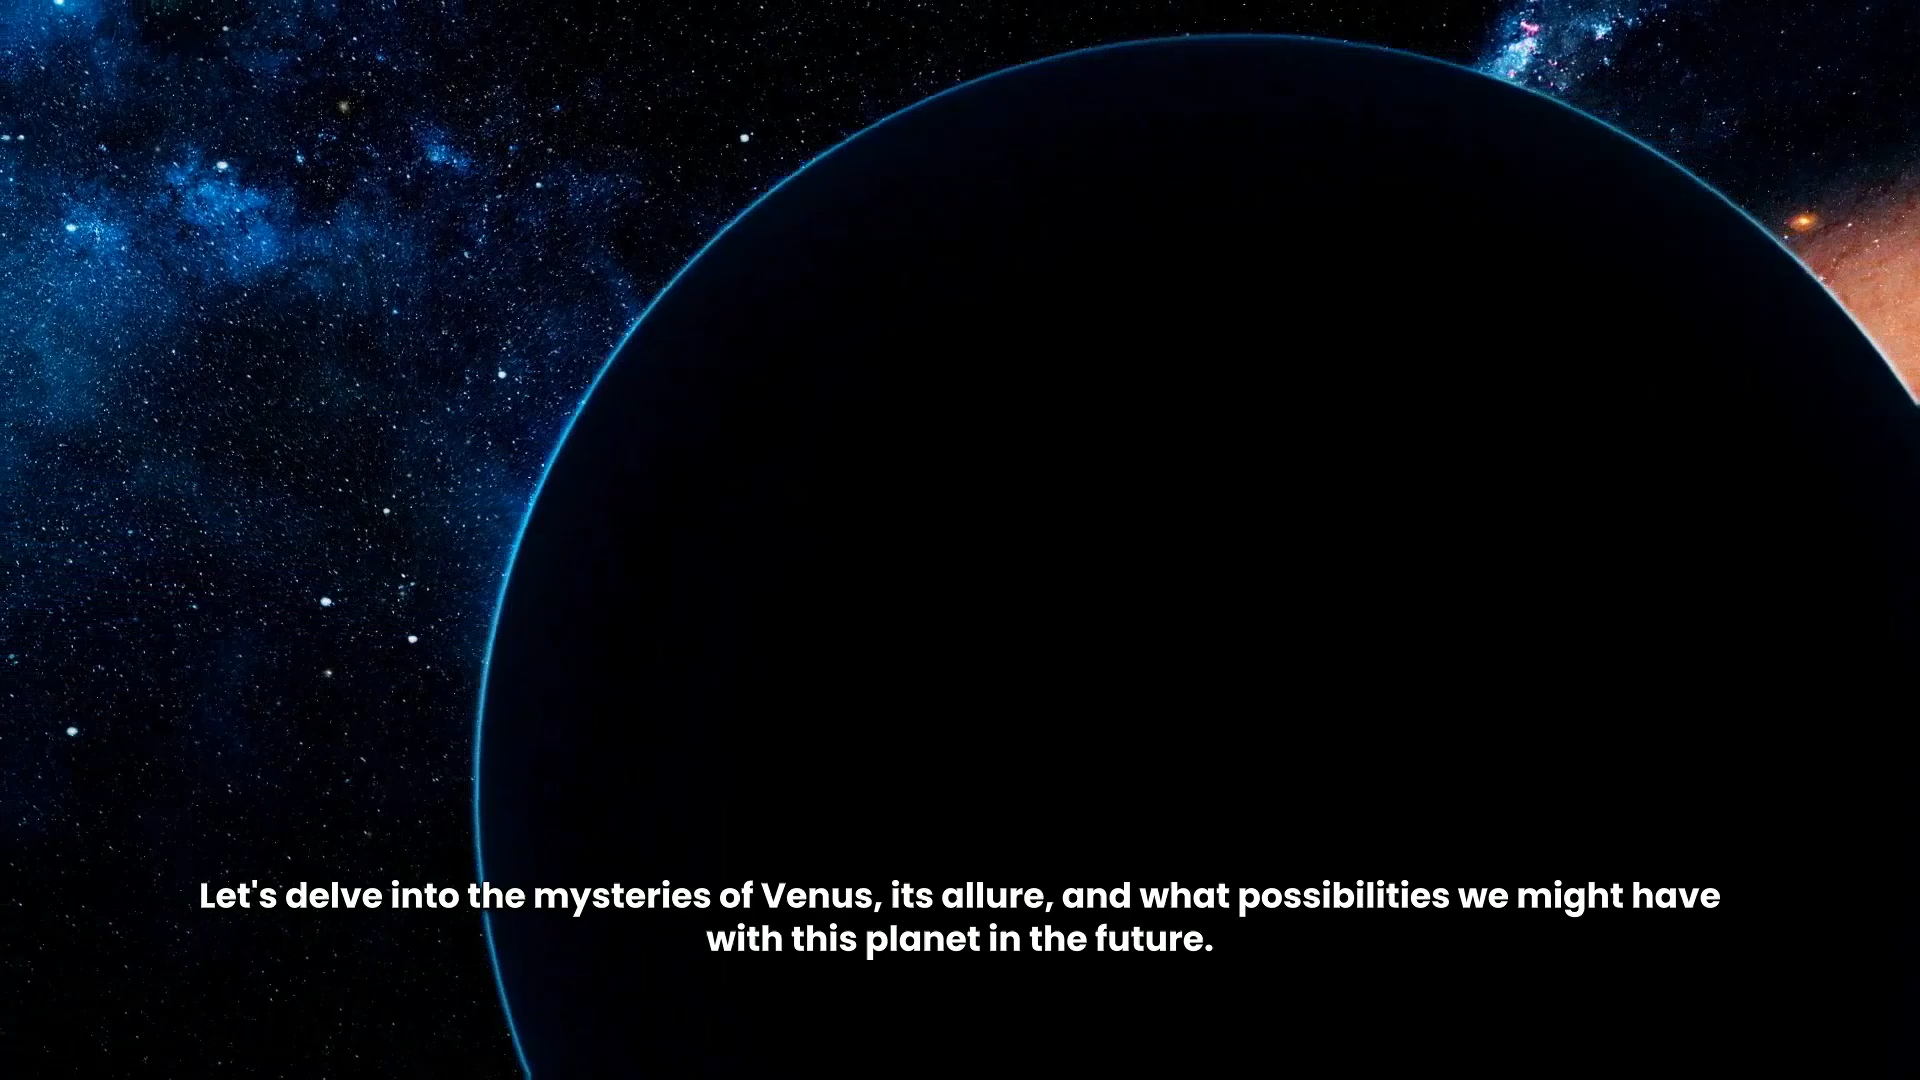 Let's delve into the mysteries of Venus, its allure, and what possibilities we might have
with this planet in the future.